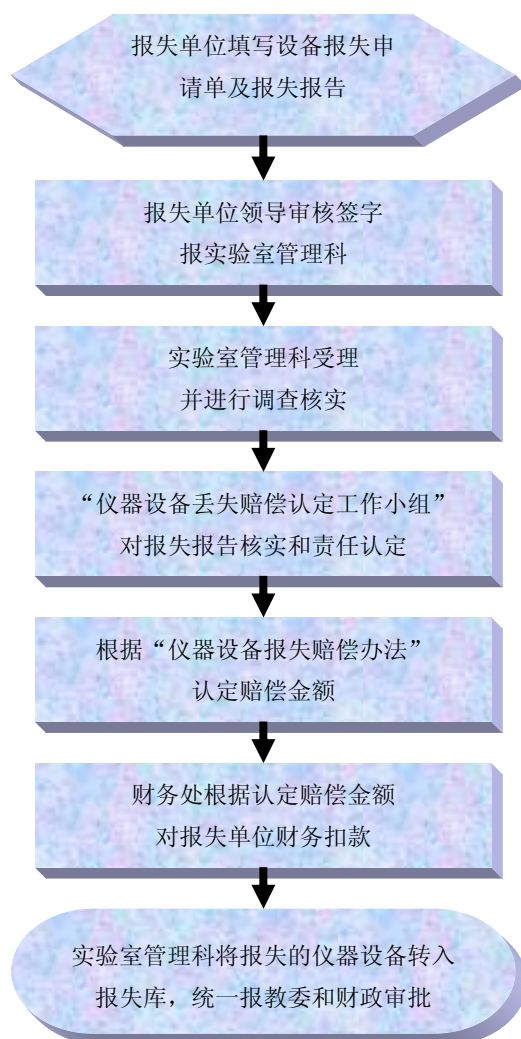 报失单位填写设备报失申
请单及报失报告
报失单位领导审核签字
报实验室管理科
实验室管理科受理
并进行调查核实
“仪器设备丢失赔偿认定工作小组”
对报失报告核实和责任认定
根据“仪器设备报失赔偿办法”
认定赔偿金额
财务处根据认定赔偿金额
对报失单位财务扣款
实验室管理科将报失的仪器设备转入
报失库，统一报教委和财政审批